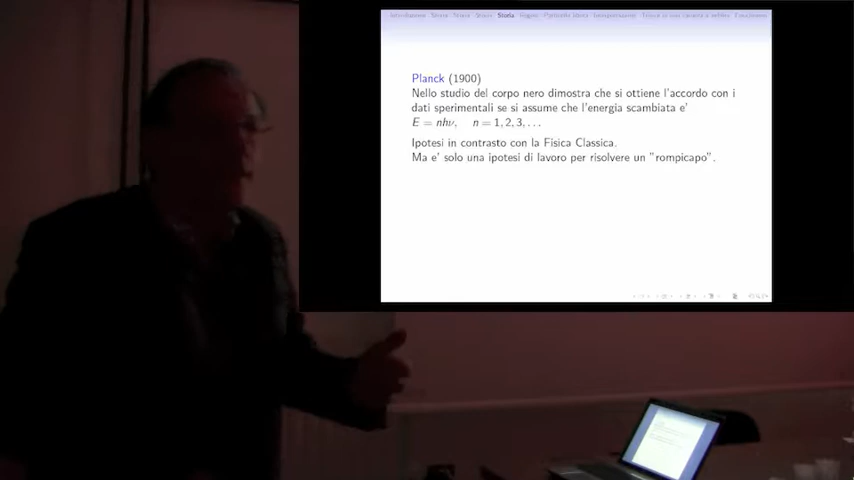 Storia
Planck (1900)
Nello studio del corpo nero dimostra che si ottiene l'accordo con i
dati sperimentali se si assume che l'energia scambiata e'
E = nhν, n = 1, 2, 3, . . .
Ipotesi in contrasto con la Fisica Classica.
Ma e' solo una ipotesi di lavoro per risolvere un "rompicapo".